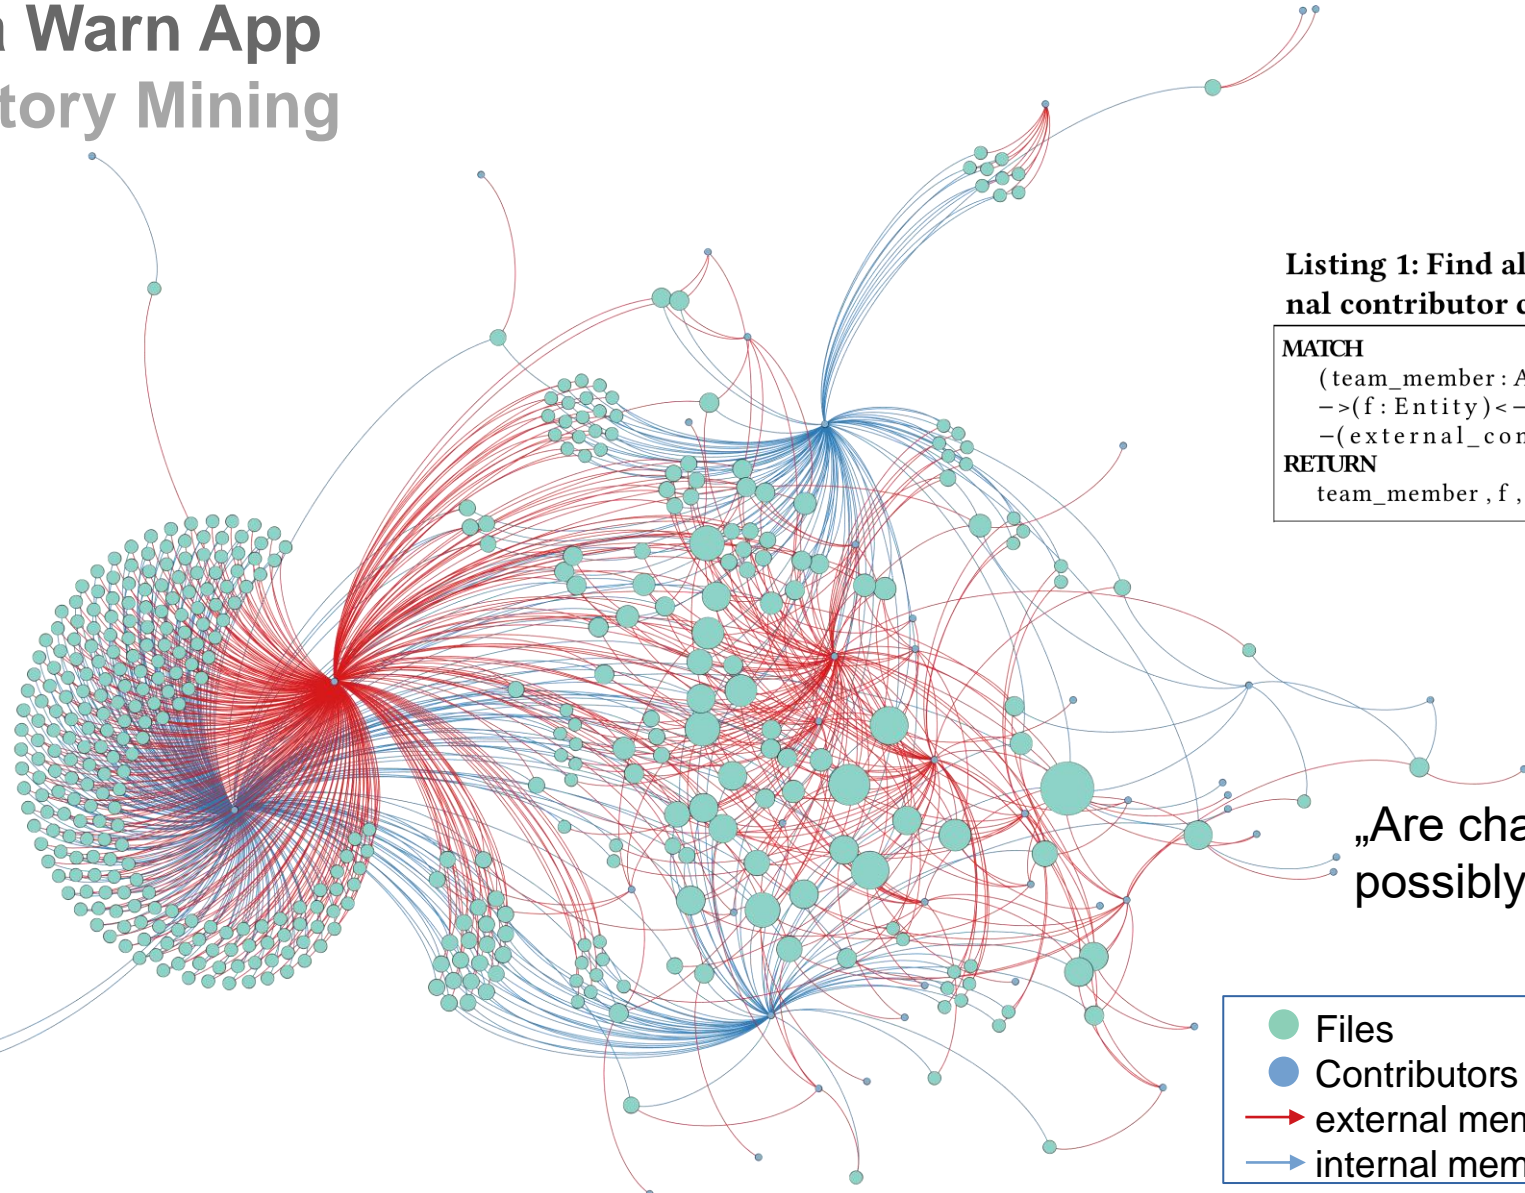 a Warn App
tory Mining
Listing 1: Find al
nal contributor c
MATCH
(team_member:A
->(f:Entity)<-
-(external_con
RETURN
team_member, f,
„Are cha
possibly
Files
Contributors
external mem
internal mem